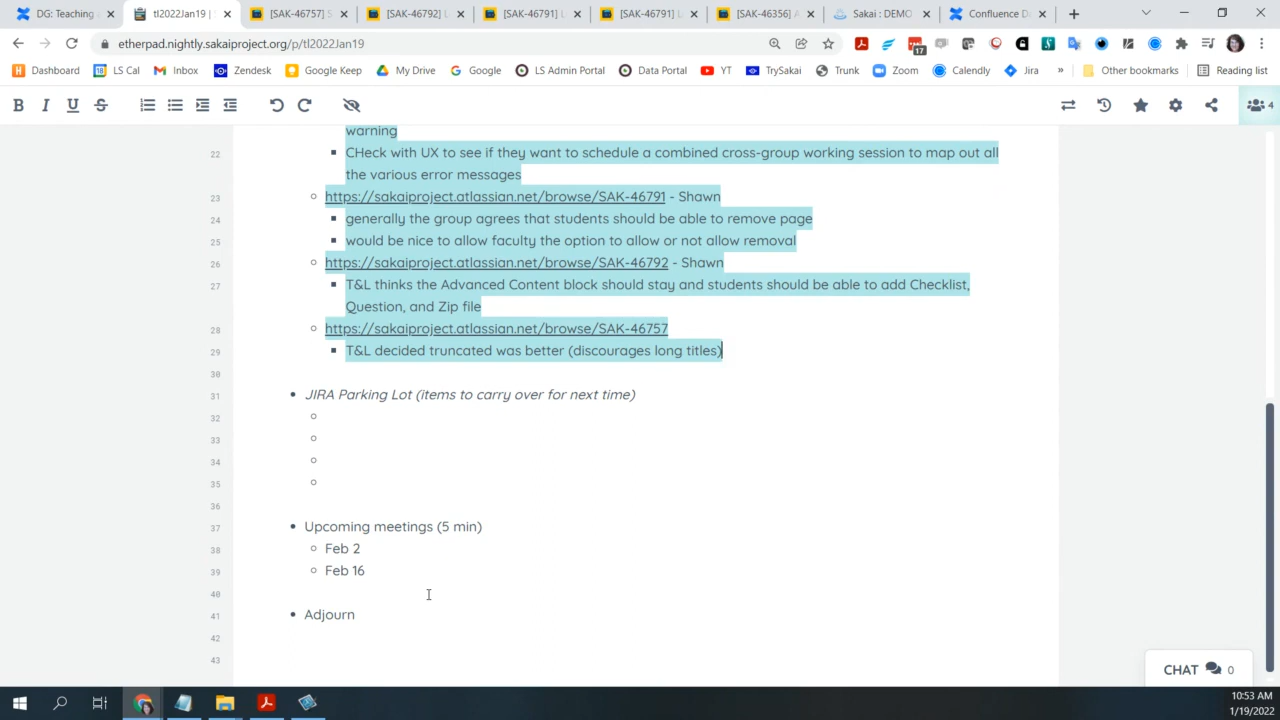 DG: Teaching
tl2022Jan19 |
[SAK-46757] S
[SAK-46792] L
[SAK-46791] L
[SAK-46791] L
[SAK-46356] A
Sakai : DEMO
Confluence D
etherpad.nightly.sakaiproject.org/p/tl2022Jan19
17
Dashboard
LS Cal
Inbox
Zendesk
Google Keep
My Drive
Google
LS Admin Portal
Data Portal
YT
TrySakai
Trunk
Zoom
Calendly
Jira
»
Other bookmarks
Reading list
B I U S
4
warning
22 CHeck with UX to see if they want to schedule a combined cross-group working session to map out all
the various error messages
23 https://sakaiproject.atlassian.net/browse/SAK-46791 - Shawn
24 generally the group agrees that students should be able to remove page
25 would be nice to allow faculty the option to allow or not allow removal
26 https://sakaiproject.atlassian.net/browse/SAK-46792 - Shawn
27 T&L thinks the Advanced Content block should stay and students should be able to add Checklist,
Question, and Zip file
28 https://sakaiproject.atlassian.net/browse/SAK-46757
29 T&L decided truncated was better (discourages long titles)
30
31 JIRA Parking Lot (items to carry over for next time)
32
33
34
35
36
37 Upcoming meetings (5 min)
38 Feb 2
39 Feb 16
40
41 Adjourn
42
43
CHAT 0
10:53 AM
1/19/2022